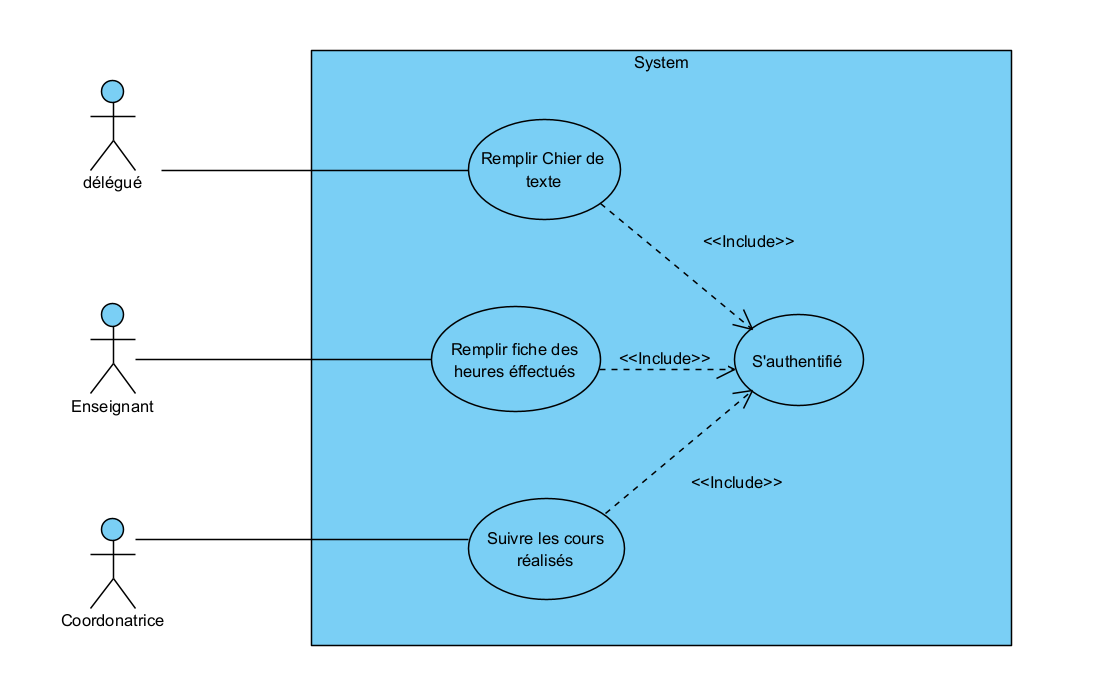 System
délégué
Remplir Chier de
texte
<<Include>>
Enseignant
Remplir fiche des
heures éffectués
<<Include>>
S'authentifié
<<Include>>
Coordonatrice
Suivre les cours
réalisés